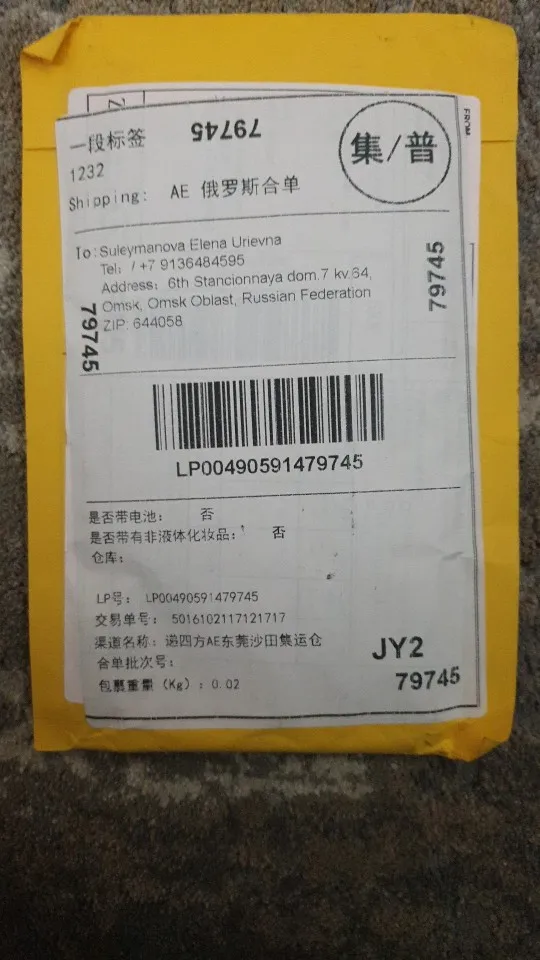 FROM
一段标签
79745
集/普
1232
Shipping: AE 俄罗斯合单
To: Suleymanova Elena Urievna
Tel: / +7 9136484595
Address: 6th Stancionnaya dom.7 kv.64,
Omsk, Omsk Oblast, Russian Federation
ZIP: 644058
79745
79745
LP00490591479745
是否带电池: 否
是否带有非液体化妆品: 否
仓库:
LP号: LP00490591479745
交易单号: 5016102117121717
渠道名称: 递四方AE东莞沙田集运仓
合单批次号:
包裹重量 (Kg) : 0.02
JY2
79745